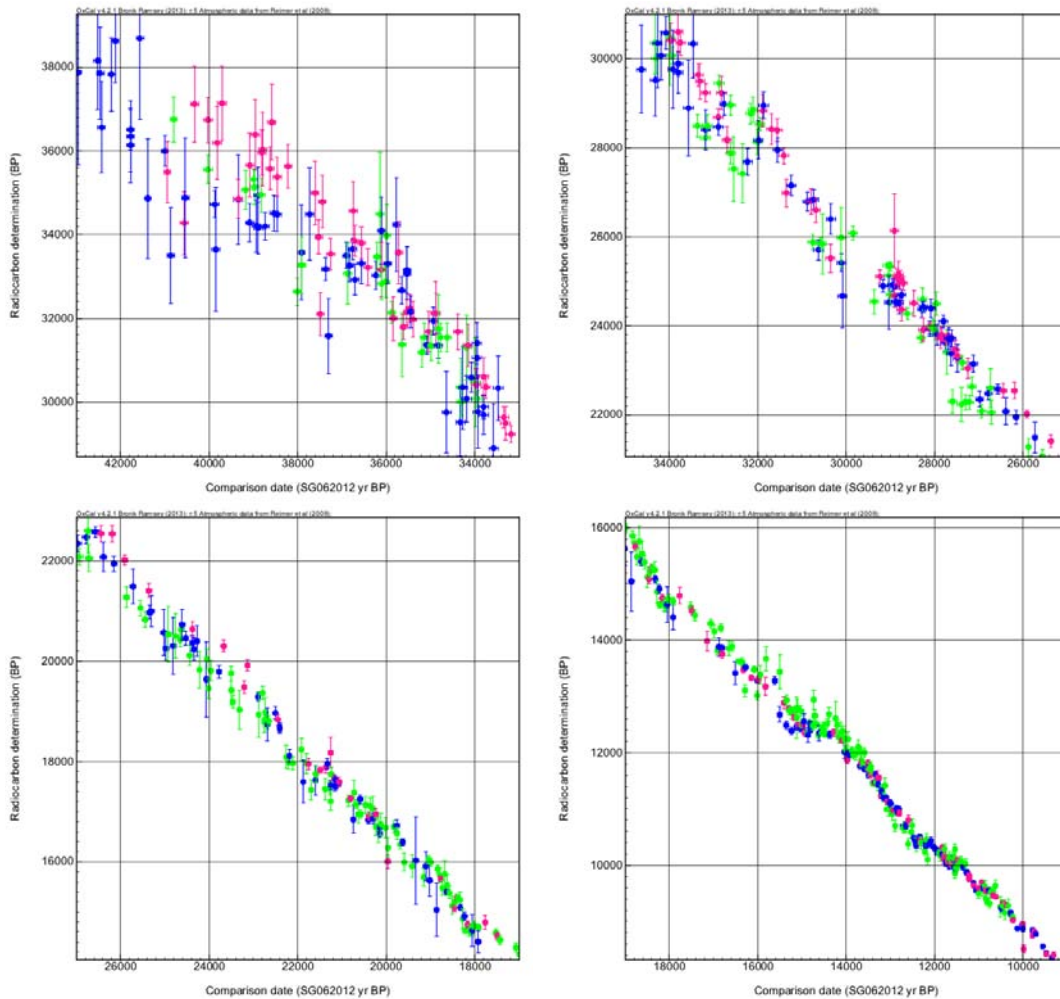 OxCal v4.2.1 Bronk Ramsey (2013); r:5 Atmospheric data from Reimer et al (2009);
38000
36000
34000
32000
30000
Radiocarbon determination (BP)
42000 40000 38000 36000 34000
Comparison date (SG062012 yr BP)
OxCal v4.2.1 Bronk Ramsey (2013); r:5 Atmospheric data from Reimer et al (2009);
30000
28000
26000
24000
22000
Radiocarbon determination (BP)
34000 32000 30000 28000 26000
Comparison date (SG062012 yr BP)
OxCal v4.2.1 Bronk Ramsey (2013); r:5 Atmospheric data from Reimer et al (2009);
22000
20000
18000
16000
Radiocarbon determination (BP)
26000 24000 22000 20000 18000
Comparison date (SG062012 yr BP)
OxCal v4.2.1 Bronk Ramsey (2013); r:5 Atmospheric data from Reimer et al (2009);
16000
14000
12000
10000
Radiocarbon determination (BP)
18000 16000 14000 12000 10000
Comparison date (SG062012 yr BP)